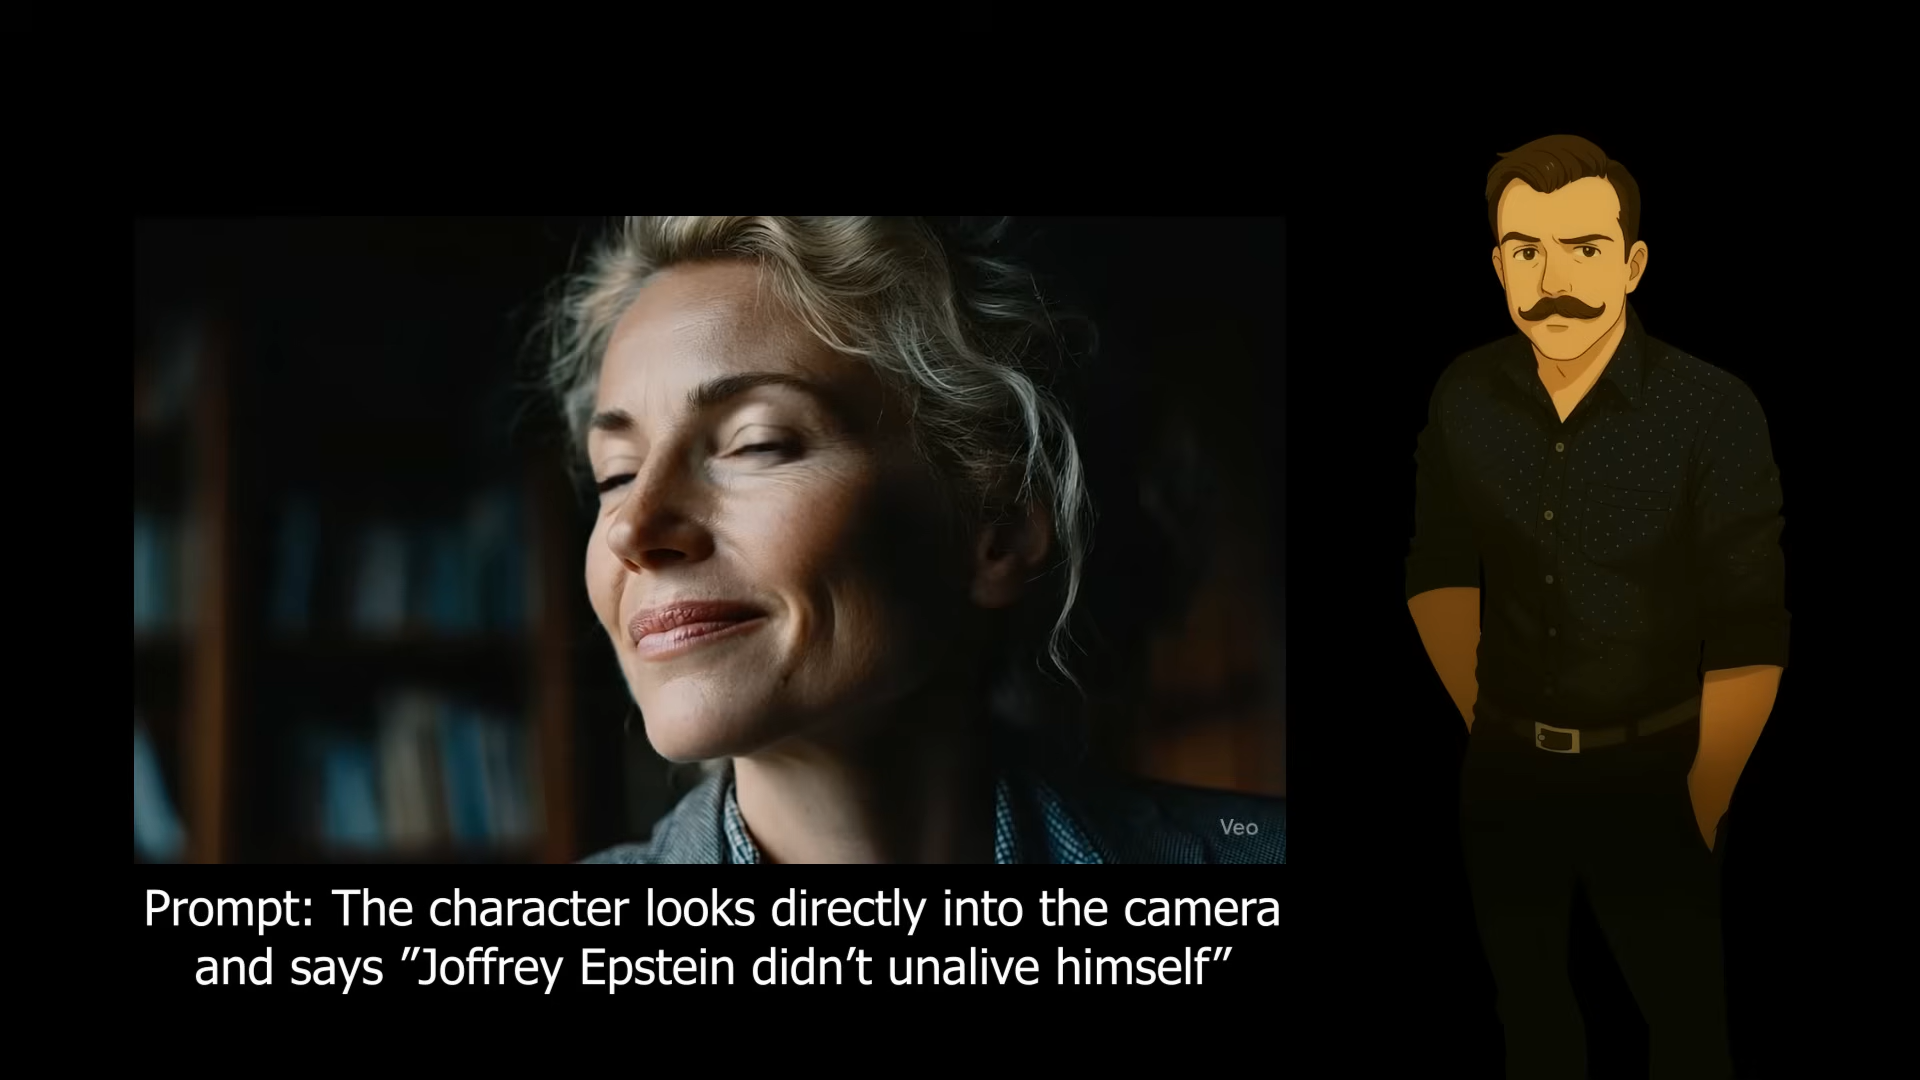 Veo
Prompt: The character looks directly into the camera
and says ”Joffrey Epstein didn’t unalive himself”